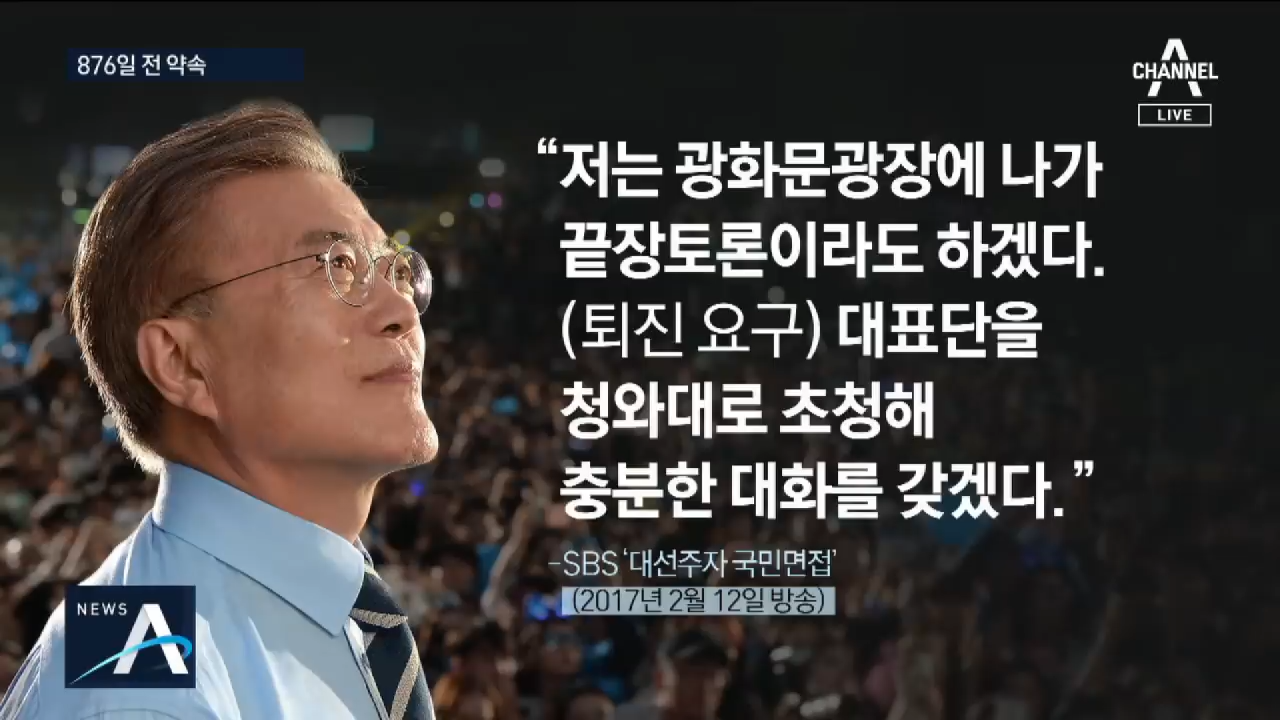 876일 전 약속
CHANNEL A
LIVE
“저는 광화문광장에 나가
끝장토론이라도 하겠다.
(퇴진 요구) 대표단을
청와대로 초청해
충분한 대화를 갖겠다.”
-SBS ‘대선주자 국민면접’
(2017년 2월 12일 방송)
NEWS A